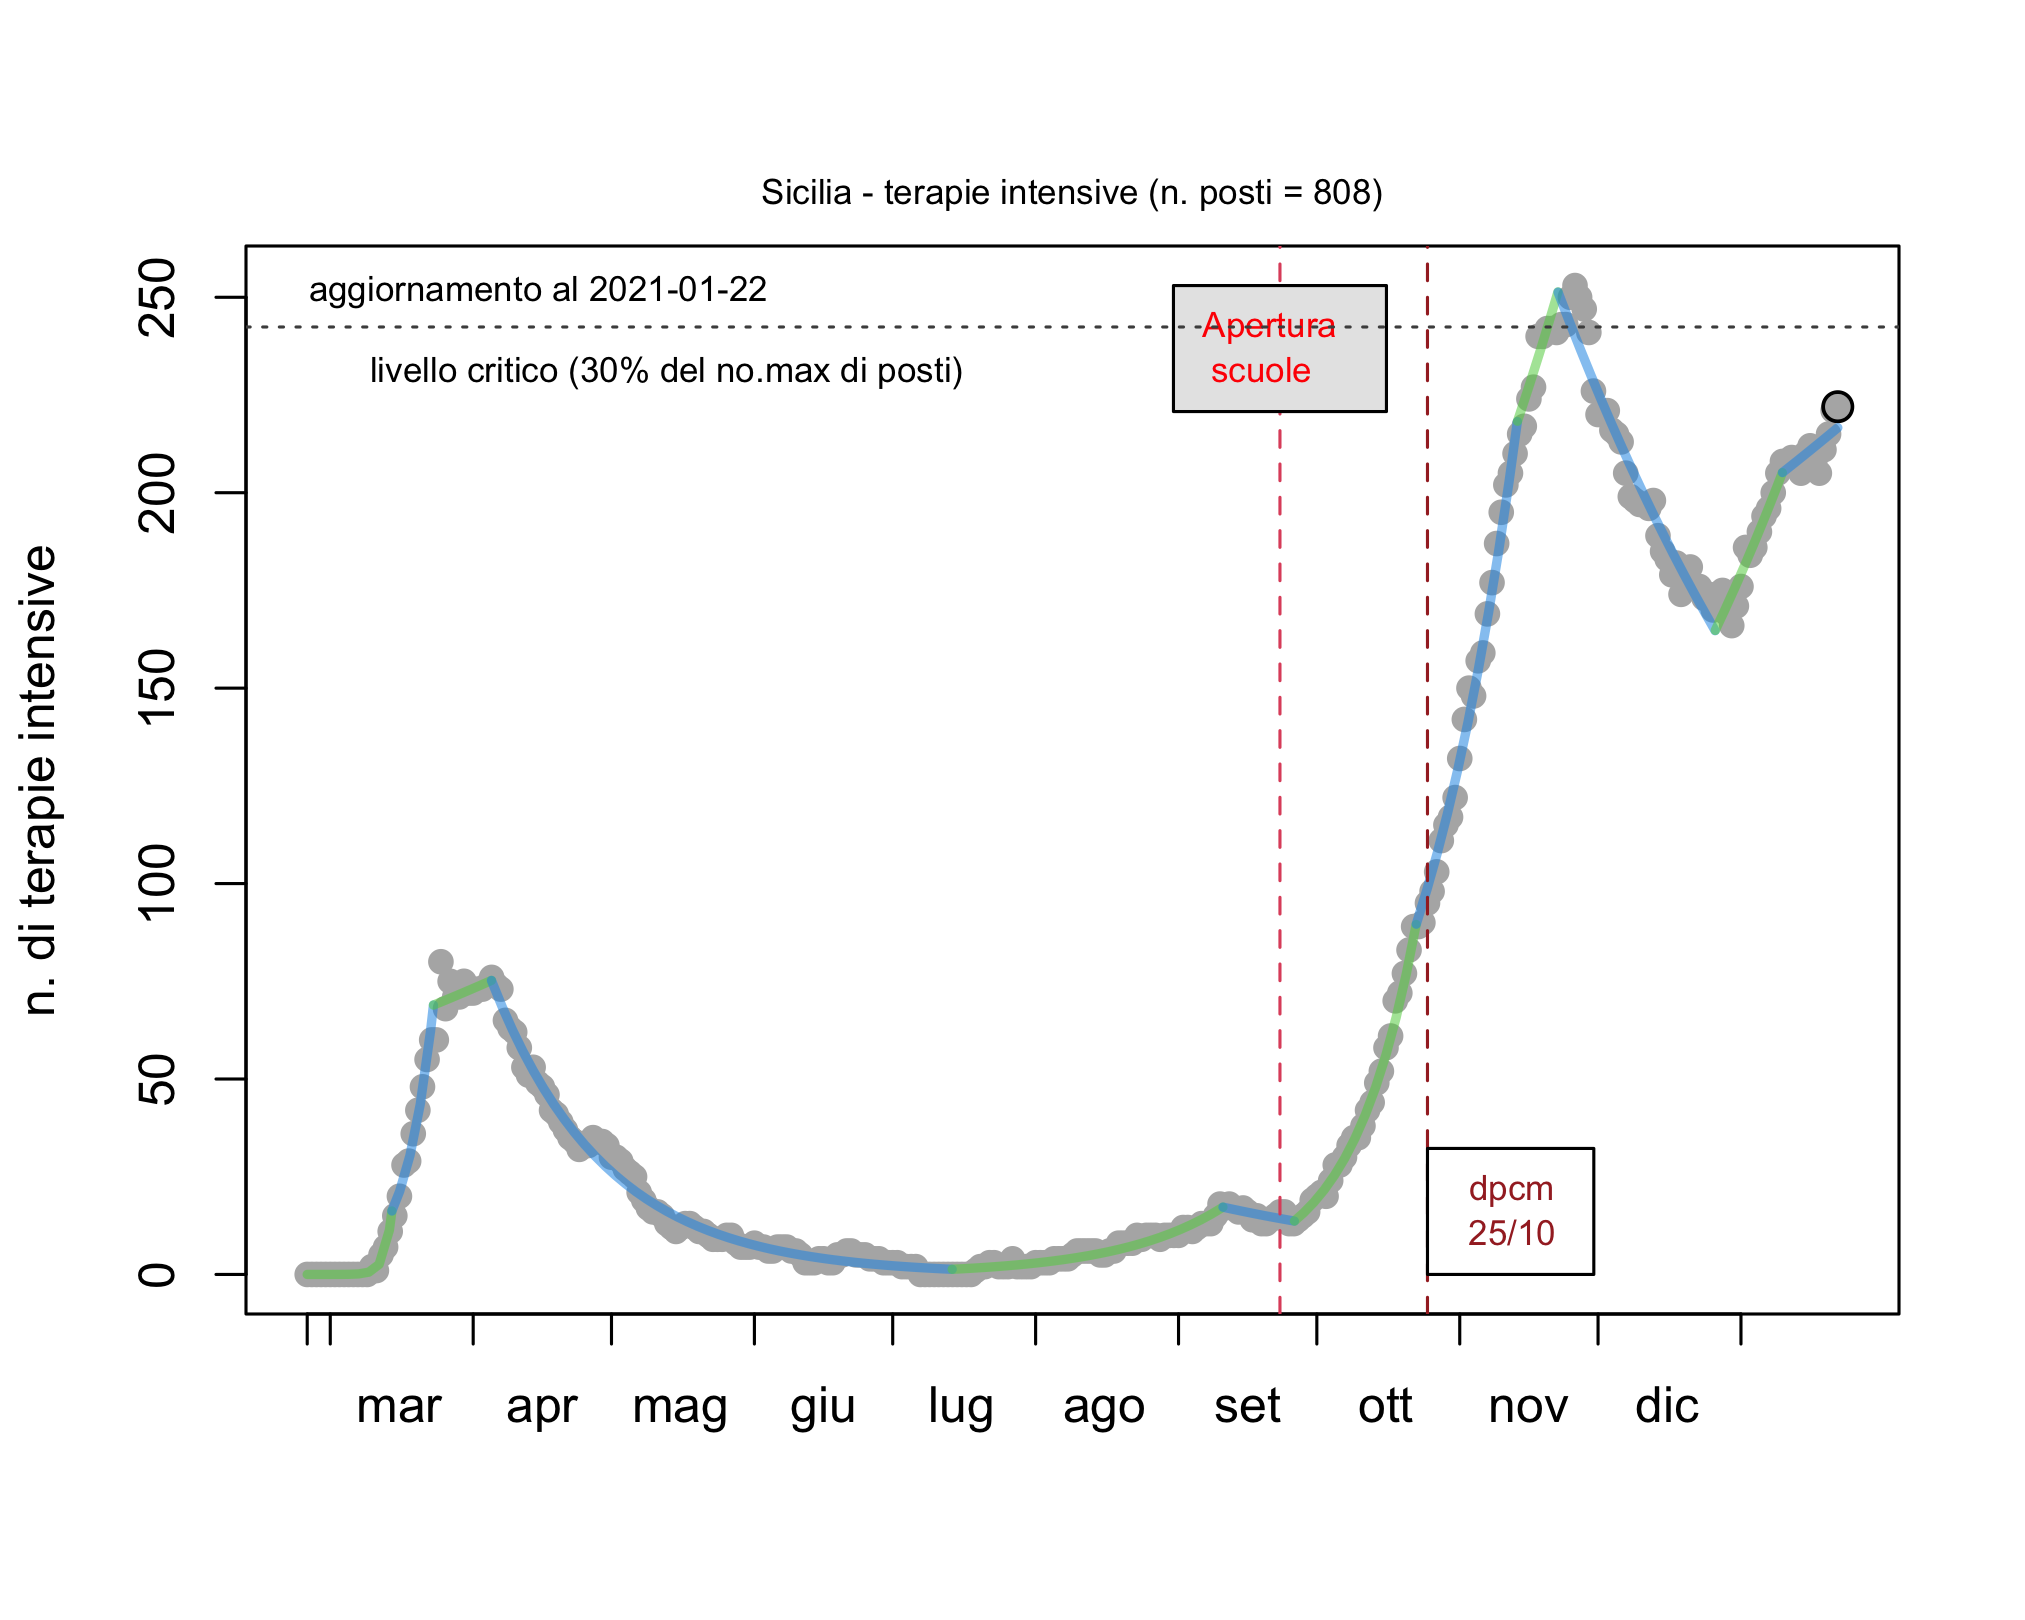 Sicilia - terapie intensive (n. posti = 808)
aggiornamento al 2021-01-22
livello critico (30% del no.max di posti)
Apertura
scuole
n. di terapie intensive
250
200
150
100
50
0
dpcm
25/10
mar apr mag giu lug ago set ott nov dic